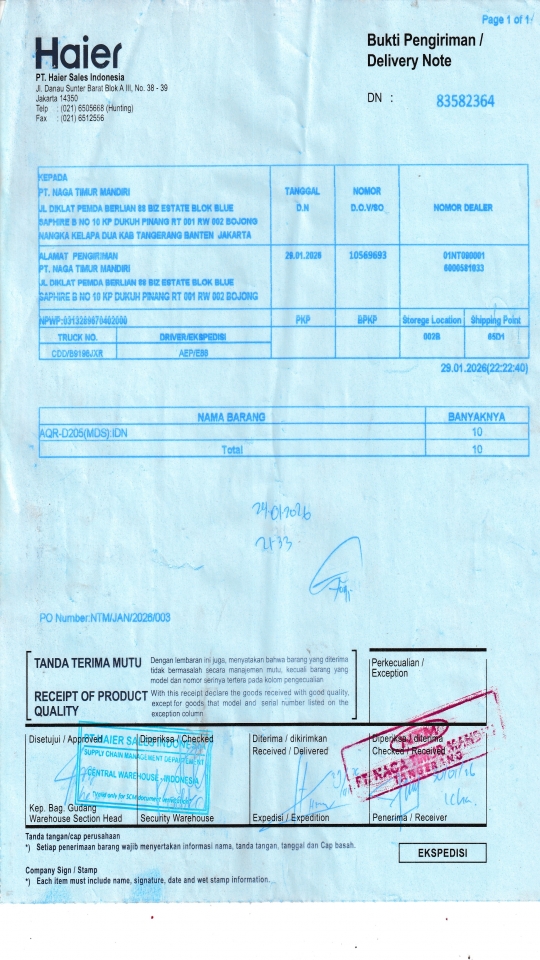 Page 1 of 1
Haier
Bukti Pengiriman /
Delivery Note
PT. Haier Sales Indonesia
Jl. Danau Sunter Barat Blok A III, No. 38 - 39
Jakarta 14350
Telp : (021) 6505668 (Hunting)
Fax : (021) 6512556
DN : 83582364
KEPADA
PT. NAGA TIMUR MANDIRI
JL DIKLAT PEMDA BERLIAN 88 BIZ ESTATE BLOK BLUE
SAPHIRE B NO 10 KP DUKUH PINANG RT 001 RW 002 BOJONG
NANGKA KELAPA DUA KAB TANGERANG BANTEN JAKARTA
TANGGAL
D.N
NOMOR
D.O.V/SO
NOMOR DEALER
ALAMAT PENGIRIMAN
PT. NAGA TIMUR MANDIRI
JL DIKLAT PEMDA BERLIAN 88 BIZ ESTATE BLOK BLUE
SAPHIRE B NO 10 KP DUKUH PINANG RT 001 RW 002 BOJONG
29.01.2026
10569693
01NT090001
NPWP:
PKP
BPKP
Storege Location
Shipping Point
TRUCK NO.
DRIVER/EKSPEDISI
002B
65D1
29.01.2026(22:22:40)
NAMA BARANG
BANYAKNYA
AQR-D205(MDS):IDN
10
Total
10
21:33
PO Number:NTM/JAN/2026/003
TANDA TERIMA MUTU
Dengan lembaran ini juga, menyatakan bahwa barang yang diterima
tidak bermasalah secara manajemen mutu, kecuali barang yang
model dan nomor serinya tertera pada kolom pengecualian
RECEIPT OF PRODUCT
QUALITY
With this receipt declare the goods received with good quality,
except for goods, that model and serial number listed on the
exception column
Perkecualian /
Exception
Disetujui / Approved
Diperiksa / Checked
Diterima / dikirimkan
Received / Delivered
Diperiksa / diterima
Checked / Received
PT. HAIER SALES INDONESIA
SUPPLY CHAIN MANAGEMENT DEPARTEMENT
CENTRAL WAREHOUSE - INDONESIA
PT. NAGA TIMUR MANDIRI
TANGERANG
Kep. Bag. Gudang
Warehouse Section Head
Security Warehouse
Expedisi / Expedition
Penerima / Receiver
Tanda tangan/cap perusahaan
*) Setiap penerimaan barang wajib menyertakan informasi nama, tanda tangan, tanggal dan Cap basah.
EKSPEDISI
Company Sign / Stamp
*) Each item must include name, signature, date and wet stamp information.